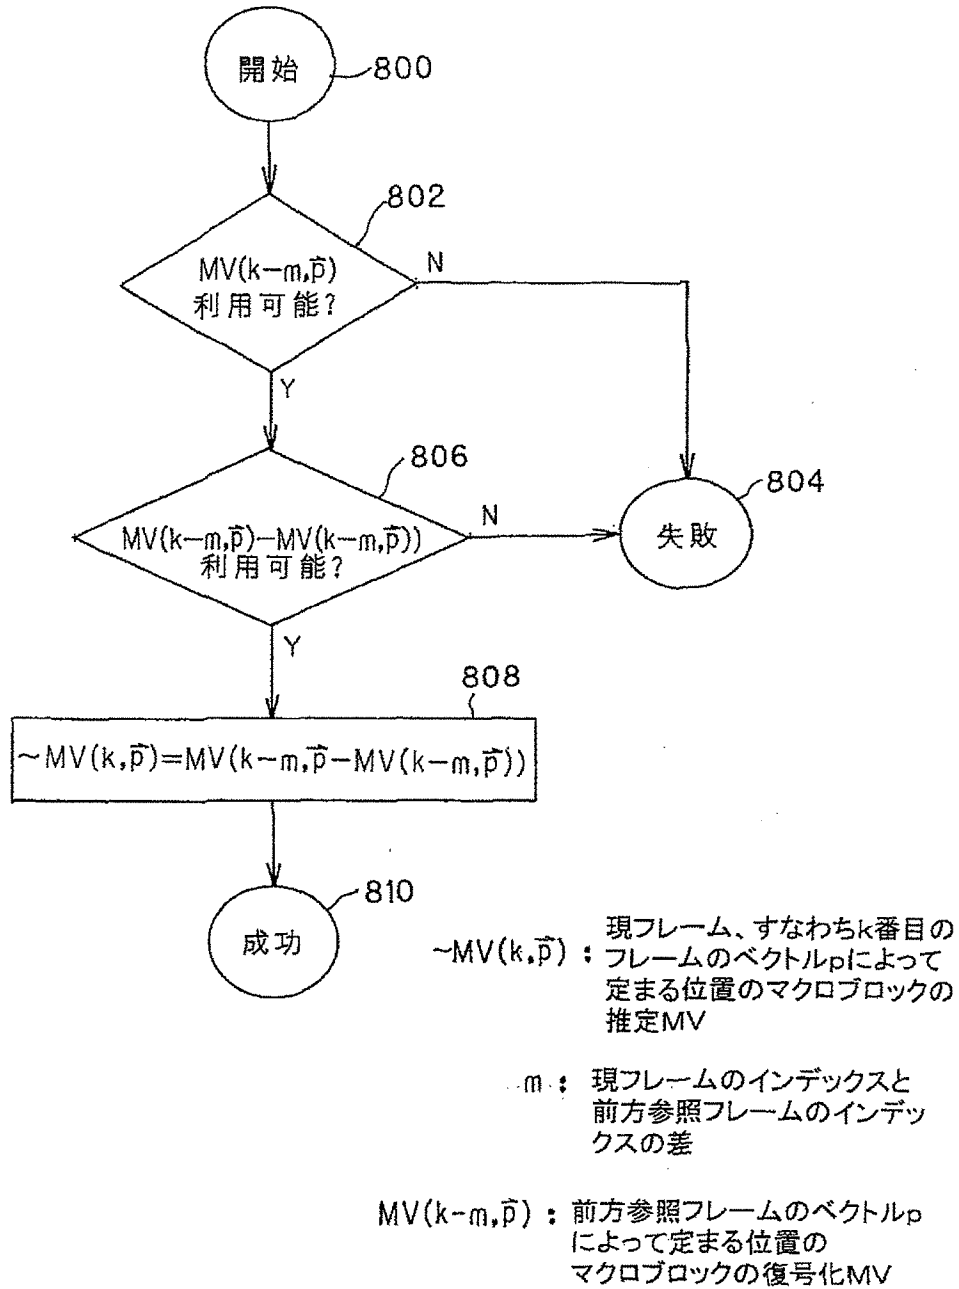 開始
800
802
MV(k−m,p⃗)
利用可能?
N
Y
806
MV(k−m,p⃗)−MV(k−m,p⃗))
利用可能?
N
804
失敗
Y
808
~MV(k,p⃗)=MV(k−m,p⃗−MV(k−m,p⃗))
810
成功
~MV(k,p⃗) : 現フレーム、すなわちk番目の
フレームのベクトルpによって
定まる位置のマクロブロックの
推定MV
m : 現フレームのインデックスと
前方参照フレームのインデッ
クスの差
MV(k-m,p⃗) : 前方参照フレームのベクトルp
によって定まる位置の
マクロブロックの復号化MV